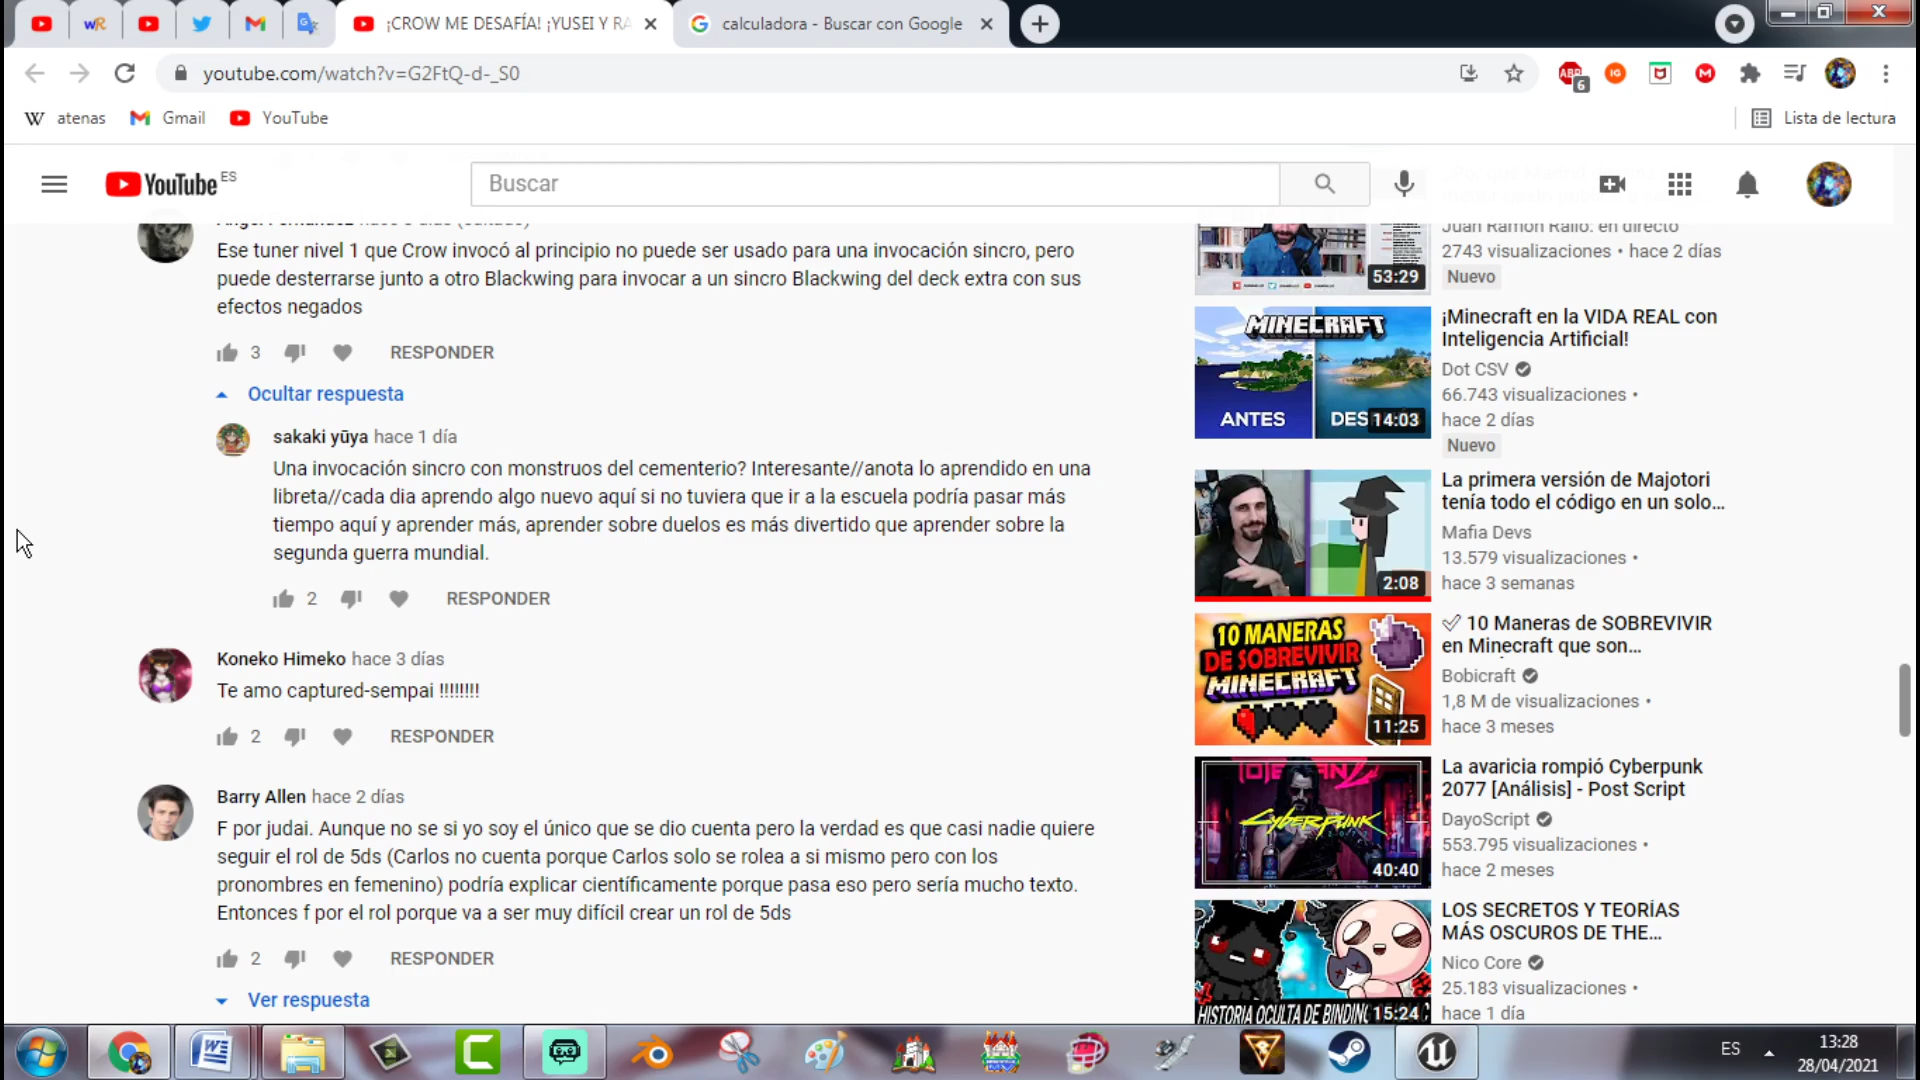 ¡CROW ME DESAFÍA! ¡YUSEI Y RA
calculadora - Buscar con Google
youtube.com/watch?v=G2FtQ-d-_S0
ABP
6
IG
atenas
Gmail
YouTube
Lista de lectura
YouTube ES
Buscar
Ese tuner nivel 1 que Crow invocó al principio no puede ser usado para una invocación sincro, pero
puede desterrarse junto a otro Blackwing para invocar a un sincro Blackwing del deck extra con sus
efectos negados
3
RESPONDER
Ocultar respuesta
sakaki yūya hace 1 día
Una invocación sincro con monstruos del cementerio? Interesante//anota lo aprendido en una
libreta//cada dia aprendo algo nuevo aquí si no tuviera que ir a la escuela podría pasar más
tiempo aquí y aprender más, aprender sobre duelos es más divertido que aprender sobre la
segunda guerra mundial.
2
RESPONDER
Koneko Himeko hace 3 días
Te amo captured-sempai !!!!!!!!
2
RESPONDER
Barry Allen hace 2 días
F por judai. Aunque no se si yo soy el único que se dio cuenta pero la verdad es que casi nadie quiere
seguir el rol de 5ds (Carlos no cuenta porque Carlos solo se rolea a si mismo pero con los
pronombres en femenino) podría explicar científicamente porque pasa eso pero sería mucho texto.
Entonces f por el rol porque va a ser muy difícil crear un rol de 5ds
2
RESPONDER
Ver respuesta
53:29
Juan Ramón Rallo: en directo
2743 visualizaciones • hace 2 días
Nuevo
MINECRAFT
ANTES
DES
14:03
¡Minecraft en la VIDA REAL con
Inteligencia Artificial!
Dot CSV
66.743 visualizaciones •
hace 2 días
Nuevo
2:08
La primera versión de Majotori
tenía todo el código en un solo...
Mafia Devs
13.579 visualizaciones •
hace 3 semanas
10 MANERAS
DE SOBREVIVIR
MINECRAFT
11:25
✅ 10 Maneras de SOBREVIVIR
en Minecraft que son...
Bobicraft
1,8 M de visualizaciones •
hace 3 meses
Cyberpunk
40:40
La avaricia rompió Cyberpunk
2077 [Análisis] - Post Script
DayoScript
553.795 visualizaciones •
hace 2 meses
HISTORIA OCULTA DE BINDING
15:24
LOS SECRETOS Y TEORÍAS
MÁS OSCUROS DE THE...
Nico Core
25.183 visualizaciones •
hace 1 día
ES
13:28
28/04/2021